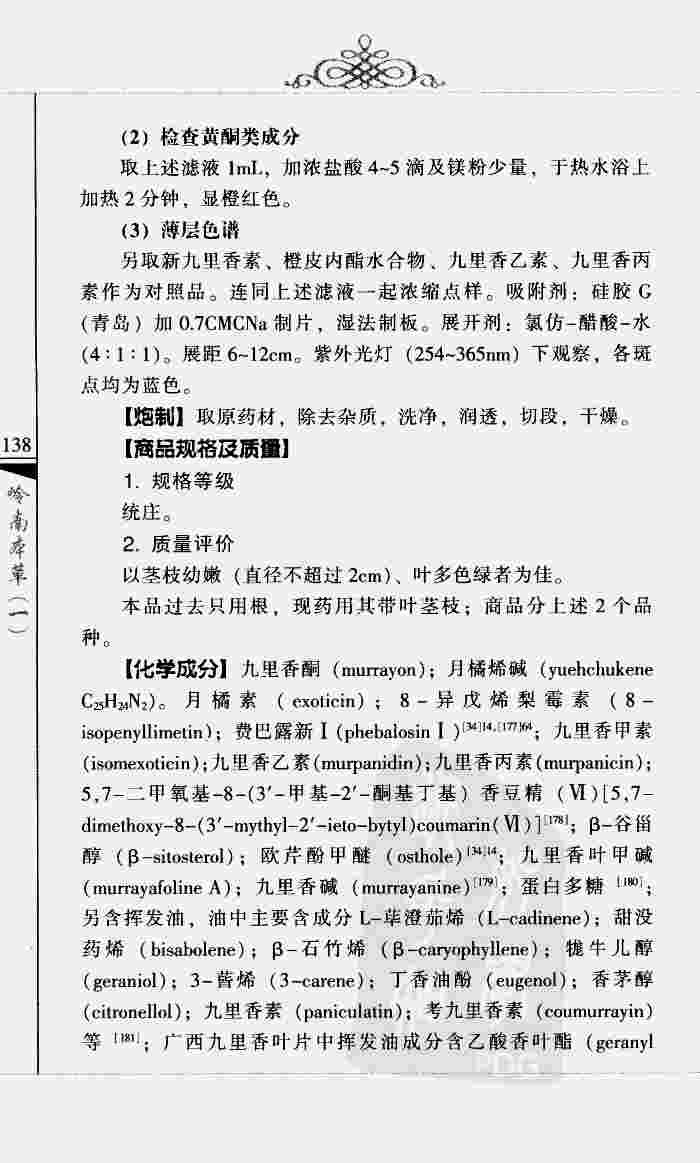 (2) 检查黄酮类成分
取上述滤液 1mL，加浓盐酸 4~5 滴及镁粉少量，于热水浴上
加热 2 分钟，显橙红色。
(3) 薄层色谱
另取新九里香素、橙皮内酯水合物、九里香乙素、九里香丙
素作为对照品。连同上述滤液一起浓缩点样。吸附剂：硅胶 G
(青岛) 加 0.7CMCNa 制片，湿法制板。展开剂：氯仿-醋酸-水
(4∶1∶1)。展距 6~12cm。紫外光灯 (254~365nm) 下观察，各斑
点均为蓝色。
【炮制】取原药材，除去杂质，洗净，润透，切段，干燥。
138
【商品规格及质量】
1. 规格等级
统庄。
2. 质量评价
以茎枝幼嫩 (直径不超过 2cm)、叶多色绿者为佳。
本品过去只用根，现药用其带叶茎枝；商品分上述 2 个品
种。
岭南本草(一)
【化学成分】九里香酮 (murrayon)；月橘烯碱 (yuehchukene
C₂₅H₂₄N₂)。月橘素 (exoticin)；8-异戊烯梨莓素 (8-
isopenyllimetin)；费巴露新Ⅰ(phebalosinⅠ)[34]14,[177]64；九里香甲素
(isomexoticin);九里香乙素(murpanidin);九里香丙素(murpanicin)；
5,7-二甲氧基-8-(3′-甲基-2′-酮基丁基) 香豆精 (Ⅵ)[5,7-
dimethoxy-8-(3′-mythyl-2′-ieto-bytyl)coumarin(Ⅵ)][178]；β-谷甾
醇 (β-sitosterol)；欧芹酚甲醚 (osthole)[34]14；九里香叶甲碱
(murrayafoline A)；九里香碱 (murrayanine)[179]；蛋白多糖 [180]；
另含挥发油，油中主要含成分 L-荜澄茄烯 (L-cadinene)；甜没
药烯 (bisabolene)；β-石竹烯 (β-caryophyllene)；牻牛儿醇
(geraniol)；3-蒈烯 (3-carene)；丁香油酚 (eugenol)；香茅醇
(citronellol)；九里香素 (paniculatin)；考九里香素 (coumurrayin)
等 [181]；广西九里香叶片中挥发油成分含乙酸香叶酯 (geranyl
PDG